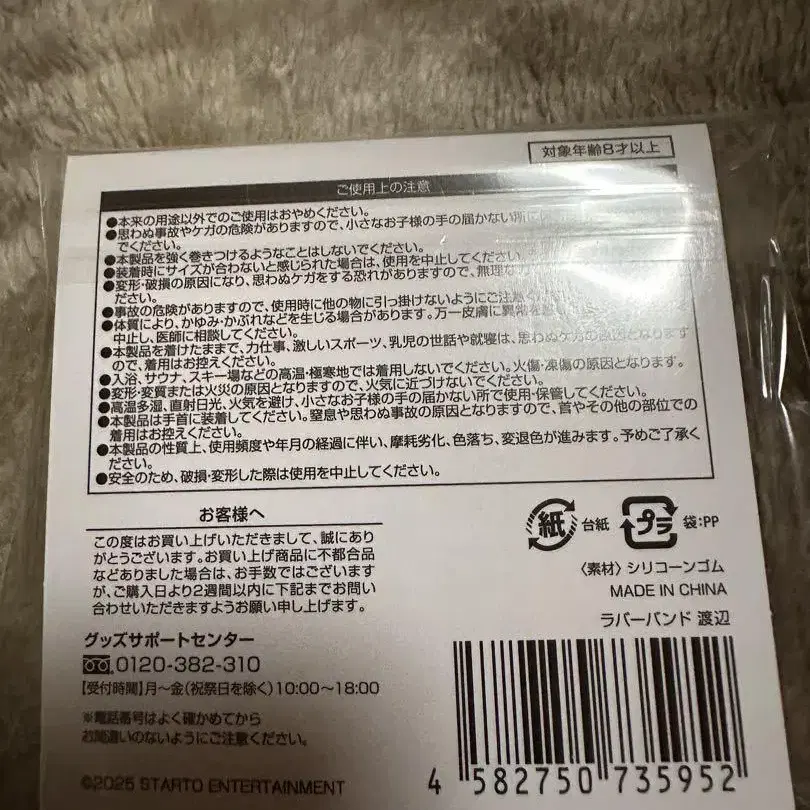 対象年齢8才以上
ご使用上の注意
●本来の用途以外でのご使用はおやめください。
●思わぬ事故やケガの危険がありますので、小さなお子様の手の届かない所に
でください。
●本製品を強く巻きつけるようなことはしないでください。
●装着時にサイズが合わないと感じられた場合は、使用を中止してください。
●変形・破損の原因になり、思わぬケガをする恐れがありますので、無理な
ださい。
●事故の危険がありますので、使用時に他の物に引っ掛けないようにご注意く
●体質により、かゆみ・かぶれなどを生じる場合があります。万一皮膚に異常を
中止し、医師に相談してください。
●本製品を着けたままで、力仕事、激しいスポーツ、乳児の世話や就寝は、思わぬケガの原因となります
ので、着用はお控えください。
●入浴、サウナ、スキー場などの高温・極寒地では着用しないでください。火傷・凍傷の原因となります。
●変形・変質または火災の原因となりますので、火気に近づけないでください。
●高温多湿、直射日光、火気を避け、小さなお子様の手の届かない所で使用・保管してください。
●本製品は手首に装着してください。窒息や思わぬ事故の原因となりますので、首やその他の部位での
着用はお控えください。
●本製品の性質上、使用頻度や年月の経過に伴い、摩耗劣化、色落ち、変退色が進みます。予めご了承く
ださい。
●安全のため、破損・変形した際は使用を中止してください。
お客様へ
この度はお買い上げいただきまして、誠にあり
がとうございます。お買い上げ商品に不都合品
などありました場合は、お手数ではございます
が、ご購入日より2週間以内に下記までお問い
合わせいただきますようお願い申し上げます。
グッズサポートセンター
0120-382-310
【受付時間】月～金(祝祭日を除く)10:00～18:00
※電話番号はよく確かめてから
お間違いのないようにご注意ください。
©2025 STARTO ENTERTAINMENT
紙 台紙 プラ 袋:PP
〈素材〉シリコーンゴム
MADE IN CHINA
ラバーバンド 渡辺
4 582750 735952